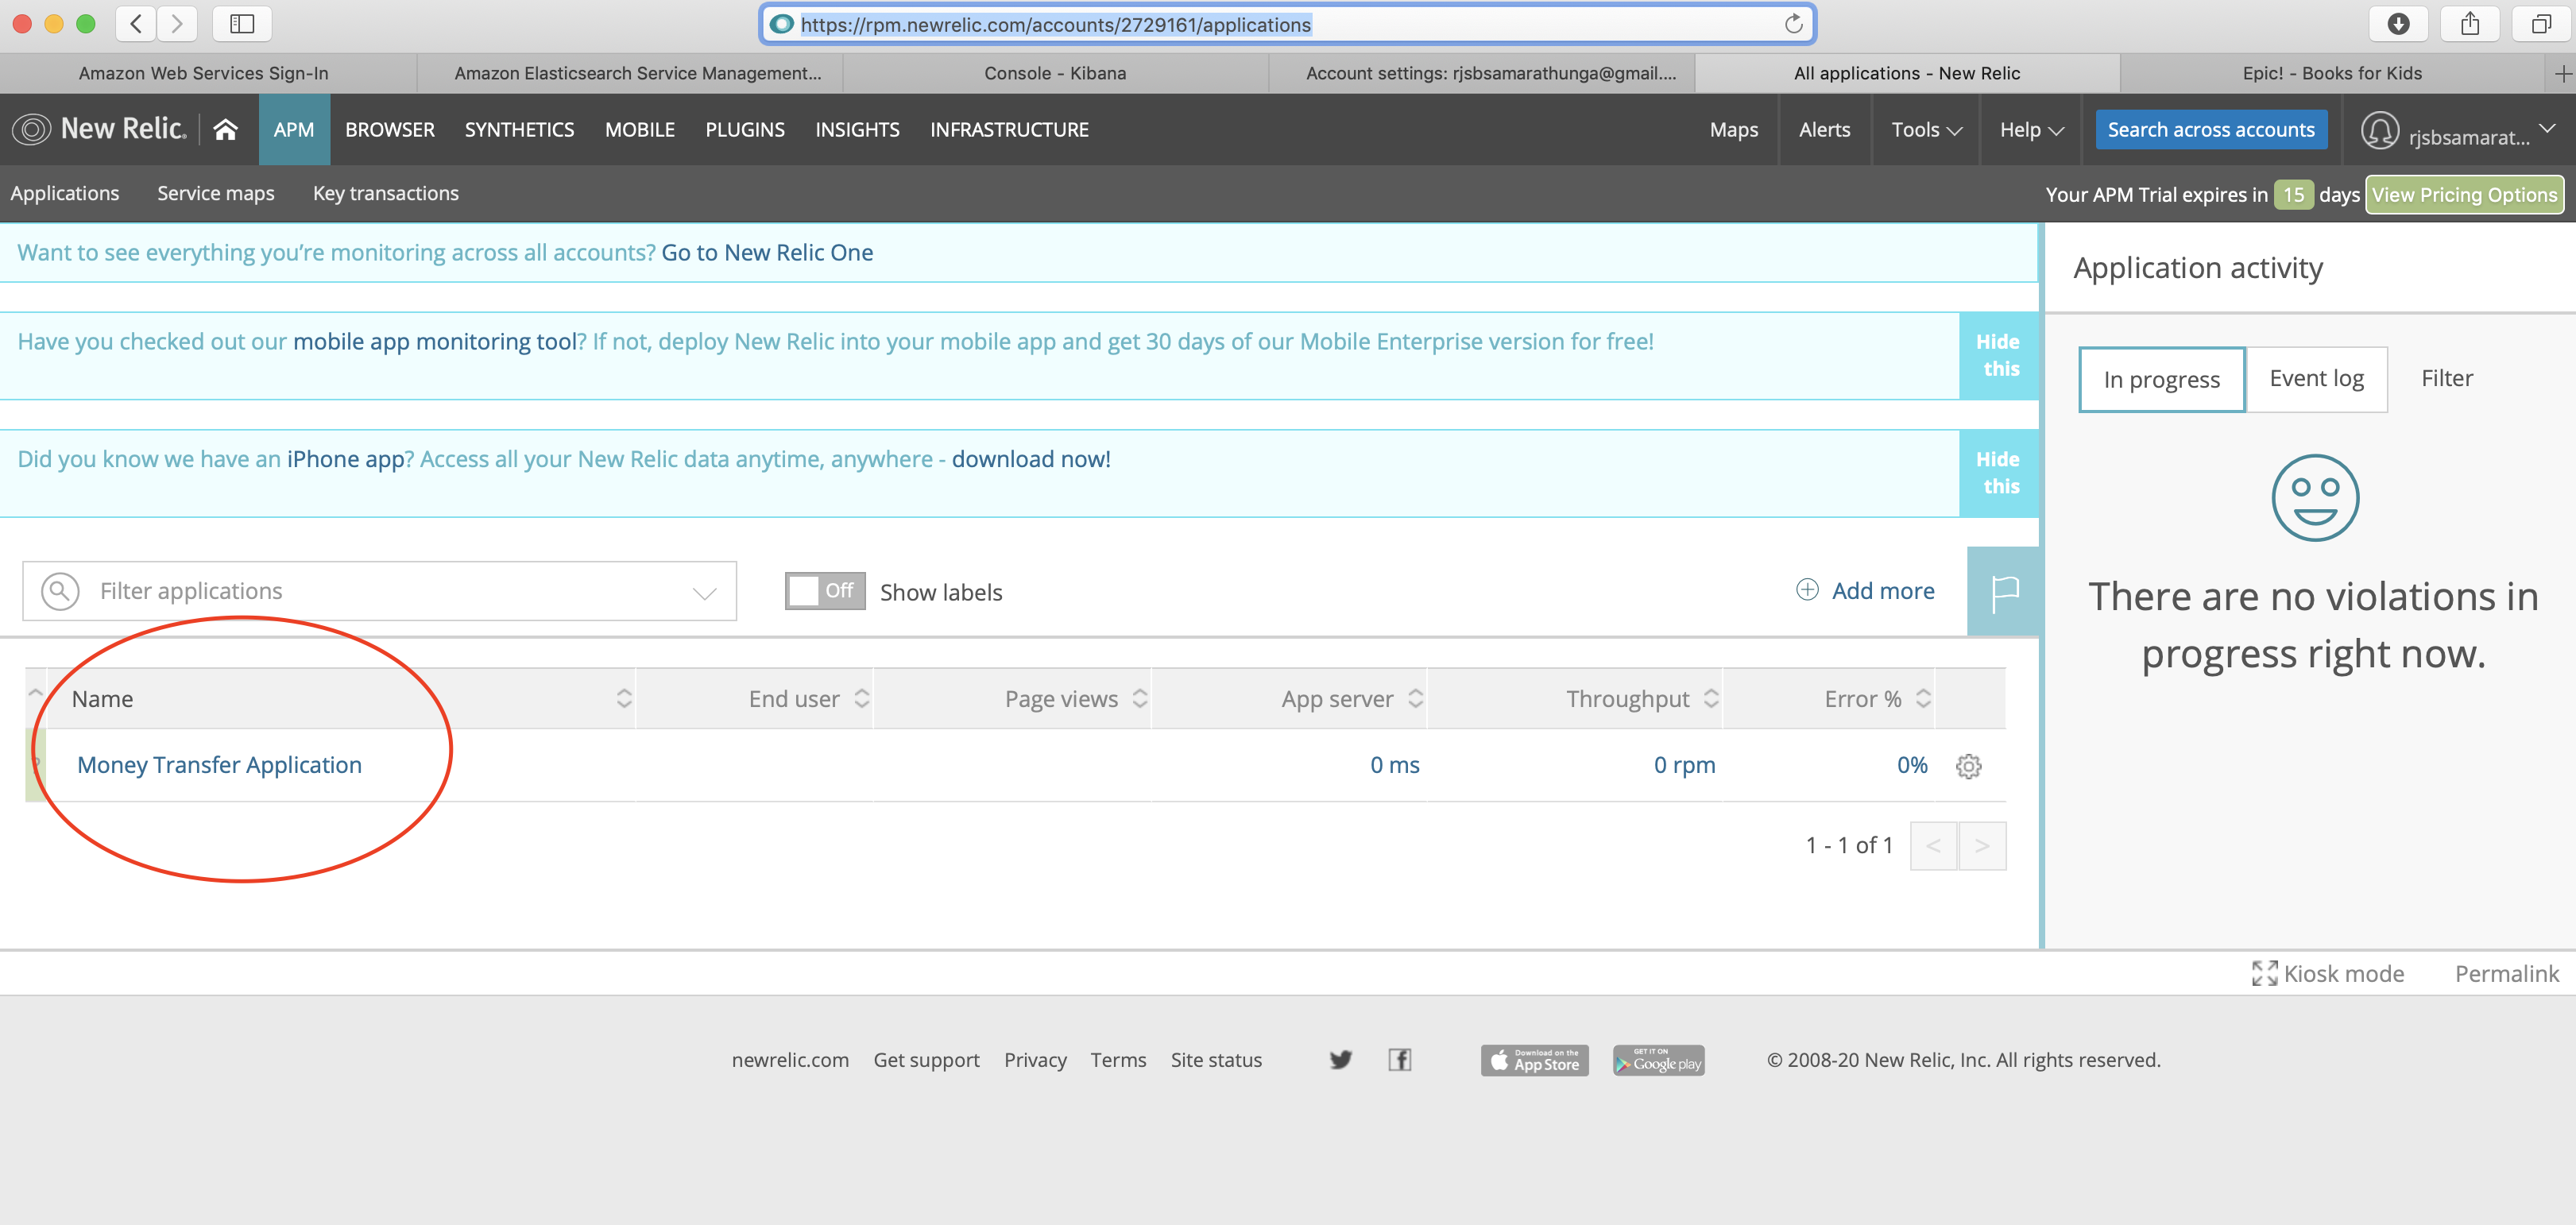 https://rpm.newrelic.com/accounts/2729161/applications
Amazon Web Services Sign-In
Amazon Elasticsearch Service Management...
Console - Kibana
Account settings: rjsbsamarathunga@gmail....
All applications - New Relic
Epic! - Books for Kids
New Relic.
APM
BROWSER
SYNTHETICS
MOBILE
PLUGINS
INSIGHTS
INFRASTRUCTURE
Maps
Alerts
Tools
Help
Search across accounts
rjsbsamarat...
Applications
Service maps
Key transactions
Your APM Trial expires in 15 days
View Pricing Options
Want to see everything you’re monitoring across all accounts? Go to New Relic One
Have you checked out our mobile app monitoring tool? If not, deploy New Relic into your mobile app and get 30 days of our Mobile Enterprise version for free!
Hide
this
Did you know we have an iPhone app? Access all your New Relic data anytime, anywhere - download now!
Hide
this
Filter applications
Off
Show labels
Add more
Name
End user
Page views
App server
Throughput
Error %
Money Transfer Application
0 ms
0 rpm
0%
1 - 1 of 1
Application activity
In progress
Event log
Filter
There are no violations in
progress right now.
Kiosk mode
Permalink
newrelic.com
Get support
Privacy
Terms
Site status
Download on the
App Store
GET IT ON
Google play
© 2008-20 New Relic, Inc. All rights reserved.